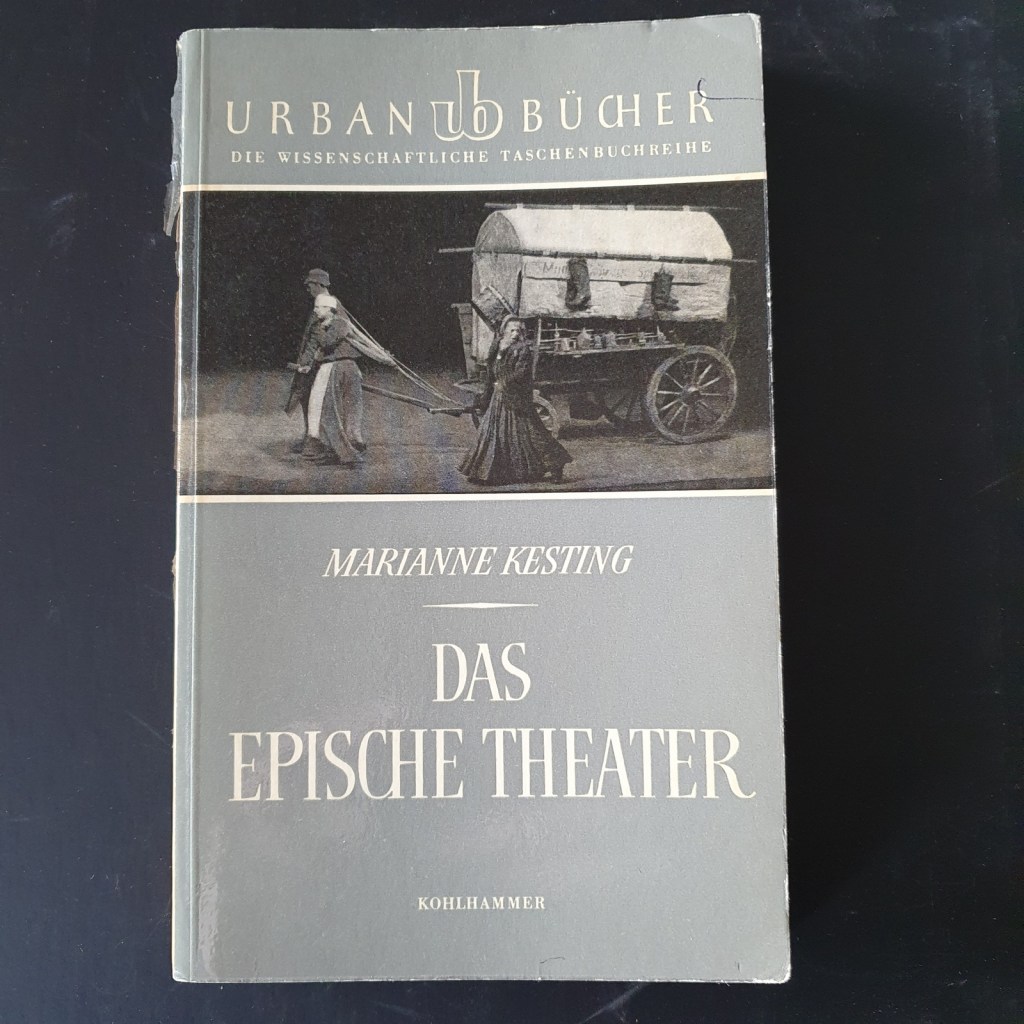 URBAN ub BÜCHER
DIE WISSENSCHAFTLICHE TASCHENBUCHREIHE
MARIANNE KESTING
DAS
EPISCHE THEATER
KOHLHAMMER